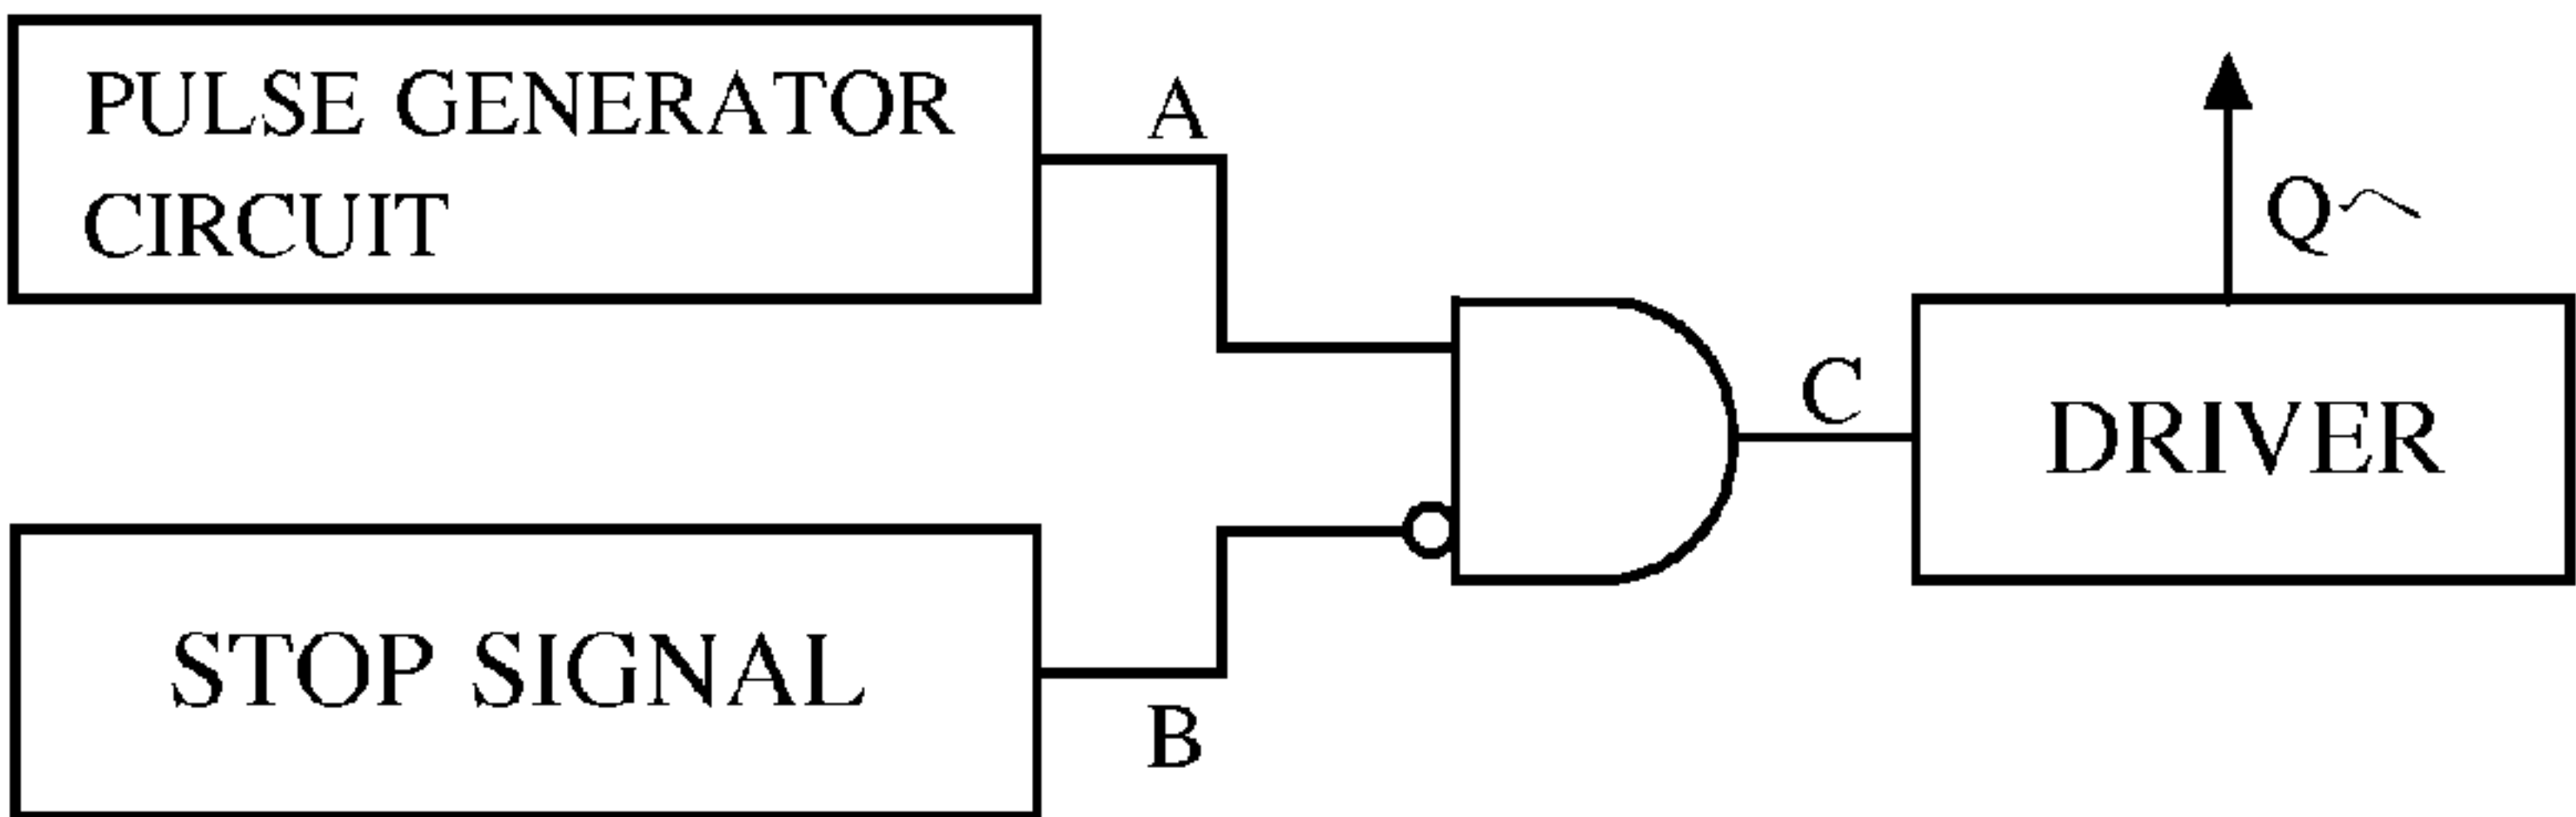 PULSE GENERATOR
CIRCUIT
A
Q
C
DRIVER
STOP SIGNAL
B